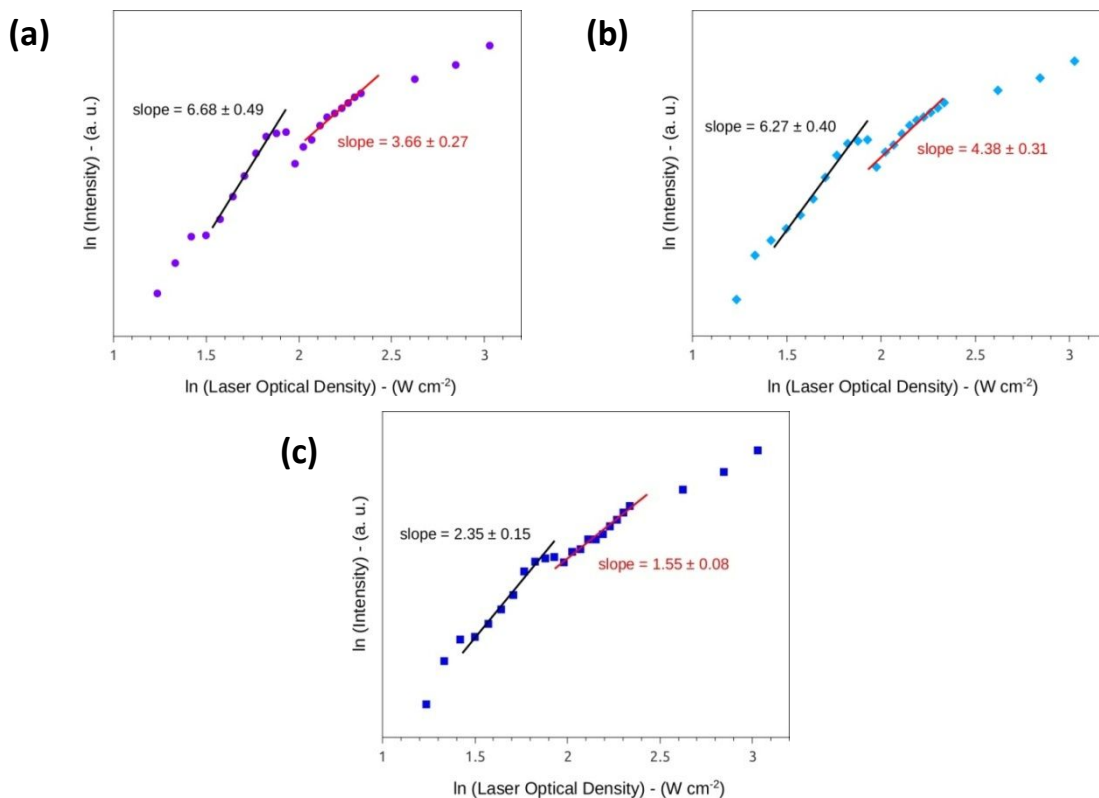 (a)
ln (Intensity) - (a. u.)
slope = 6.68 ± 0.49
slope = 3.66 ± 0.27
1 1.5 2 2.5 3
ln (Laser Optical Density) - (W cm⁻²)
(b)
ln (Intensity) - (a. u.)
slope = 6.27 ± 0.40
slope = 4.38 ± 0.31
1 1.5 2 2.5 3
ln (Laser Optical Density) - (W cm⁻²)
(c)
ln (Intensity) - (a. u.)
slope = 2.35 ± 0.15
slope = 1.55 ± 0.08
1 1.5 2 2.5 3
ln (Laser Optical Density) - (W cm⁻²)